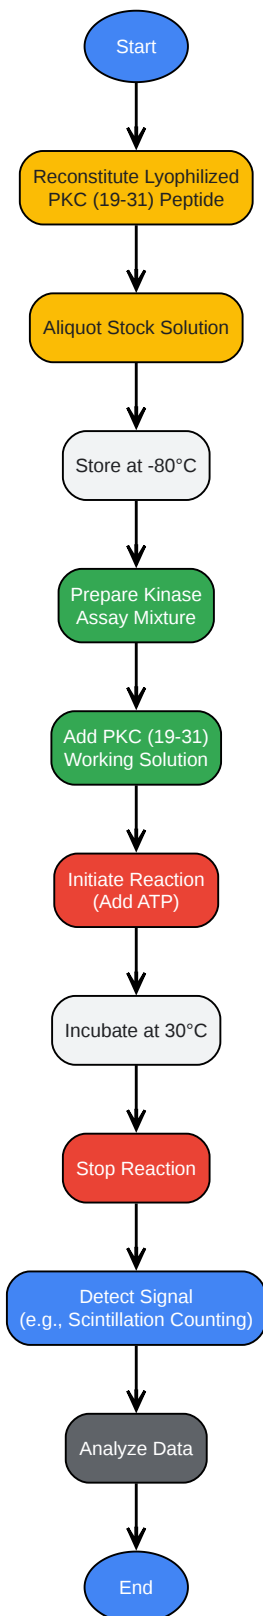 Start
Reconstitute Lyophilized
PKC (19-31) Peptide
Aliquot Stock Solution
Store at -80°C
Prepare Kinase
Assay Mixture
Add PKC (19-31)
Working Solution
Initiate Reaction
(Add ATP)
Incubate at 30°C
Stop Reaction
Detect Signal
(e.g., Scintillation Counting)
Analyze Data
End